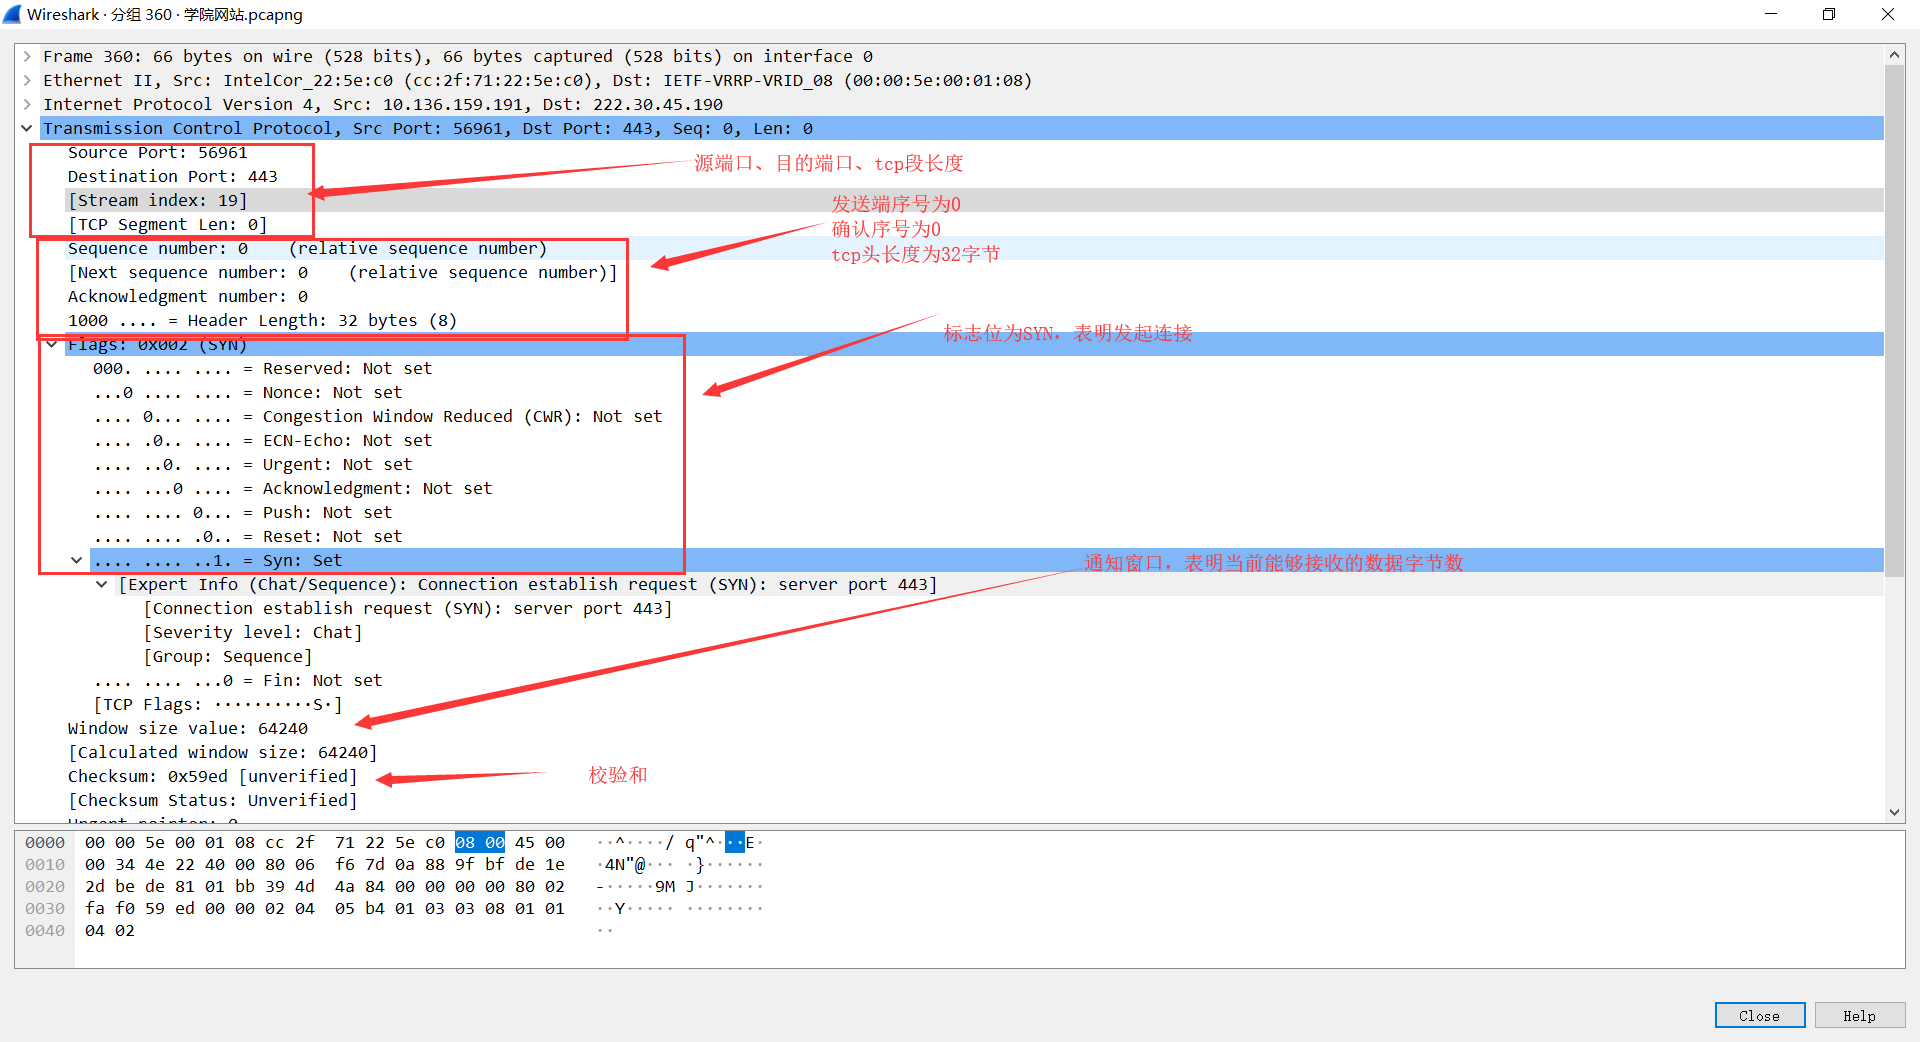 Wireshark · 分组 360 · 学院网站.pcapng
Frame 360: 66 bytes on wire (528 bits), 66 bytes captured (528 bits) on interface 0
Ethernet II, Src: IntelCor_22:5e:c0 (cc:2f:71:22:5e:c0), Dst: IETF-VRRP-VRID_08 (00:00:5e:00:01:08)
Internet Protocol Version 4, Src: 10.136.159.191, Dst: 222.30.45.190
Transmission Control Protocol, Src Port: 56961, Dst Port: 443, Seq: 0, Len: 0
Source Port: 56961
源端口、目的端口、tcp段长度
Destination Port: 443
[Stream index: 19]
发送端序号为0
[TCP Segment Len: 0]
确认序号为0
Sequence number: 0    (relative sequence number)
tcp头长度为32字节
[Next sequence number: 0    (relative sequence number)]
Acknowledgment number: 0
1000 .... = Header Length: 32 bytes (8)
标志位为SYN，表明发起连接
Flags: 0x002 (SYN)
000. .... .... = Reserved: Not set
...0 .... .... = Nonce: Not set
.... 0... .... = Congestion Window Reduced (CWR): Not set
.... .0.. .... = ECN-Echo: Not set
.... ..0. .... = Urgent: Not set
.... ...0 .... = Acknowledgment: Not set
.... .... 0... = Push: Not set
.... .... .0.. = Reset: Not set
.... .... ..1. = Syn: Set
通知窗口，表明当前能够接收的数据字节数
[Expert Info (Chat/Sequence): Connection establish request (SYN): server port 443]
[Connection establish request (SYN): server port 443]
[Severity level: Chat]
[Group: Sequence]
.... .... ...0 = Fin: Not set
[TCP Flags: ··········S·]
Window size value: 64240
[Calculated window size: 64240]
Checksum: 0x59ed [unverified]
校验和
[Checksum Status: Unverified]
Urgent pointer: 0
0000 00 00 5e 00 01 08 cc 2f 71 22 5e c0 08 00 45 00 ··^····/ q"^···E·
0010 00 34 4e 22 40 00 80 06 f6 7d 0a 88 9f bf de 1e ·4N"@··· ·}······
0020 2d be de 81 01 bb 39 4d 4a 84 00 00 00 00 80 02 -·····9M J·······
0030 fa f0 59 ed 00 00 02 04 05 b4 01 03 03 08 01 01 ··Y····· ········
0040 04 02 ··
Close
Help